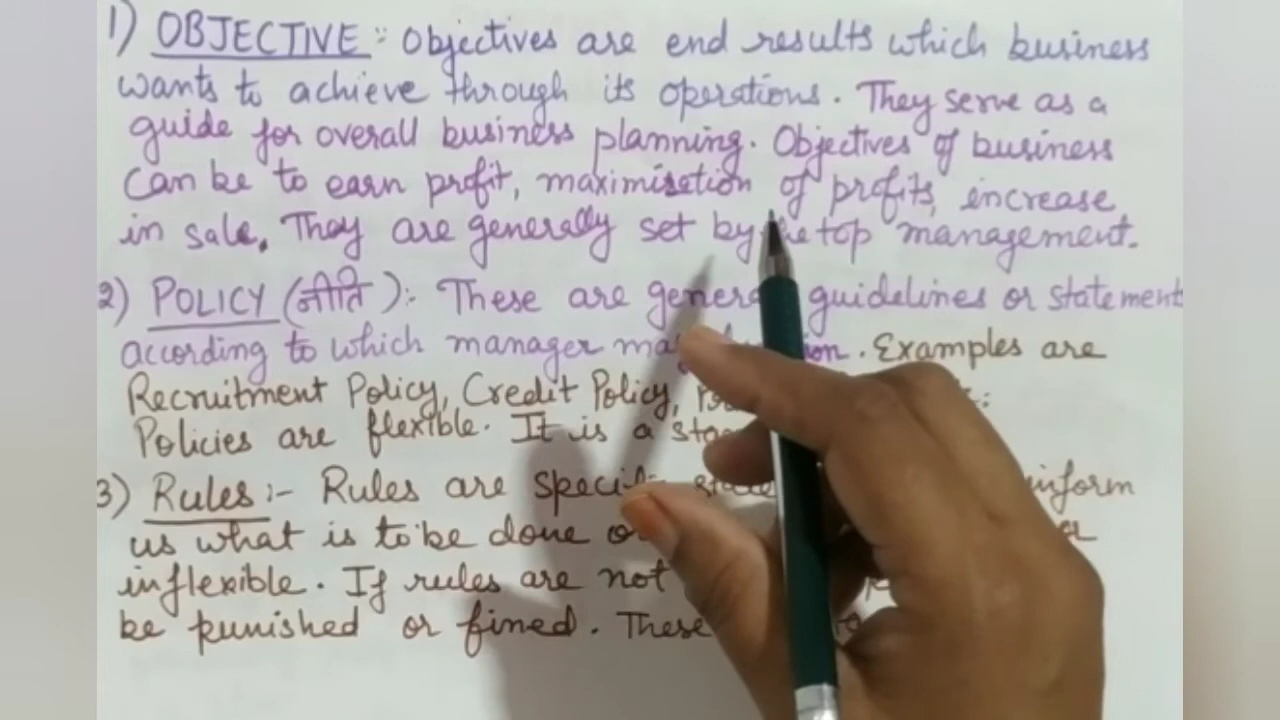 1) OBJECTIVE :- Objectives are end results which business
wants to achieve through its operations. They serve as a
guide for overall business planning. Objectives of business
can be to earn profit, maximisation of profits, increase
in sale. They are generally set by top management.
2) POLICY (नीति) :- These are guidelines or statement
according to which manager. Examples are
Recruitment Policy, Credit Policy,
Policies are flexible. It is a
3) Rules :- Rules are inform
us what is to be done
inflexible. If rules are not
be punished or fined. These